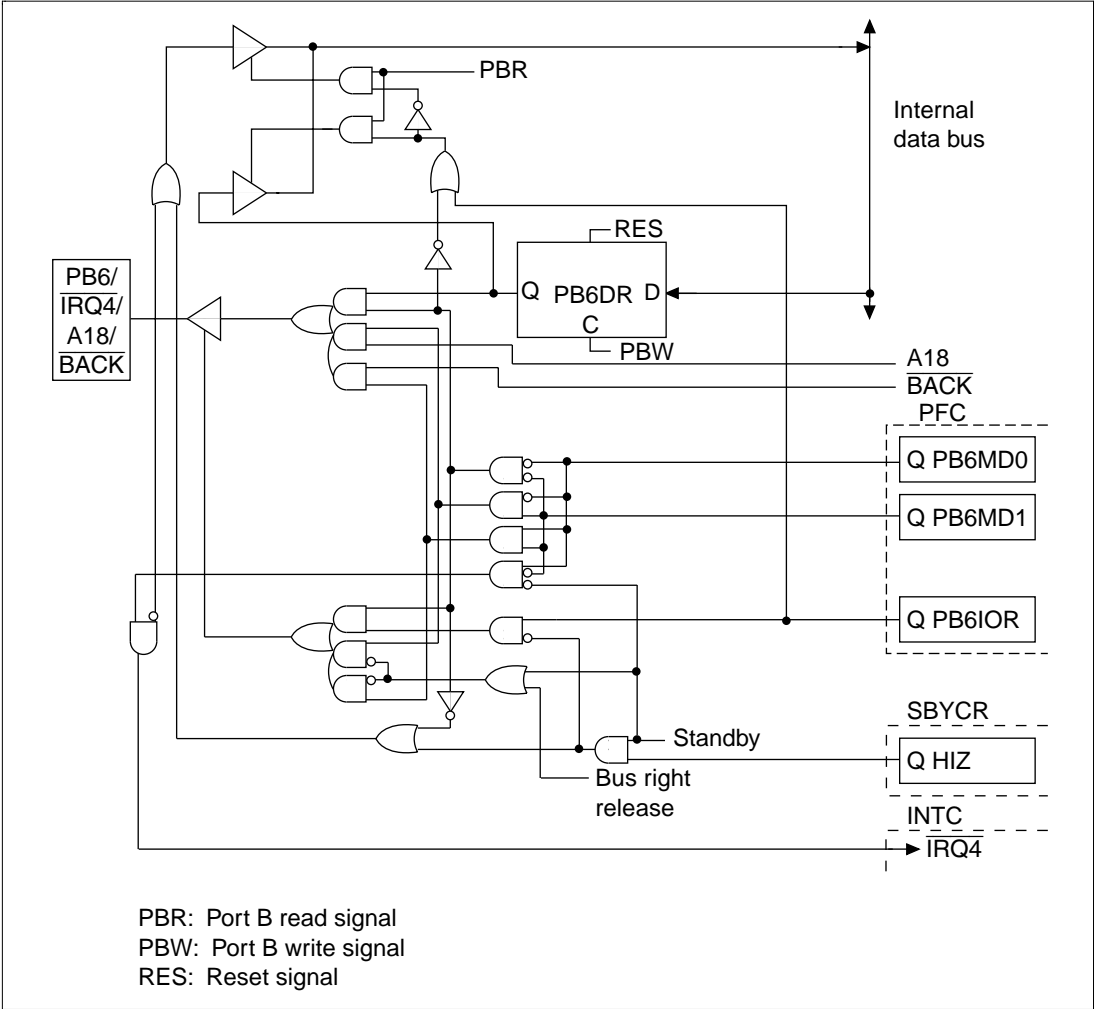 PBR
Internal
data bus
RES
Q PB6DR D
C
PBW
PB6/
IRQ4/
A18/
BACK
A18
BACK
PFC
Q PB6MD0
Q PB6MD1
Q PB6IOR
SBYCR
Standby
Q HIZ
Bus right
release
INTC
IRQ4
PBR: Port B read signal
PBW: Port B write signal
RES: Reset signal